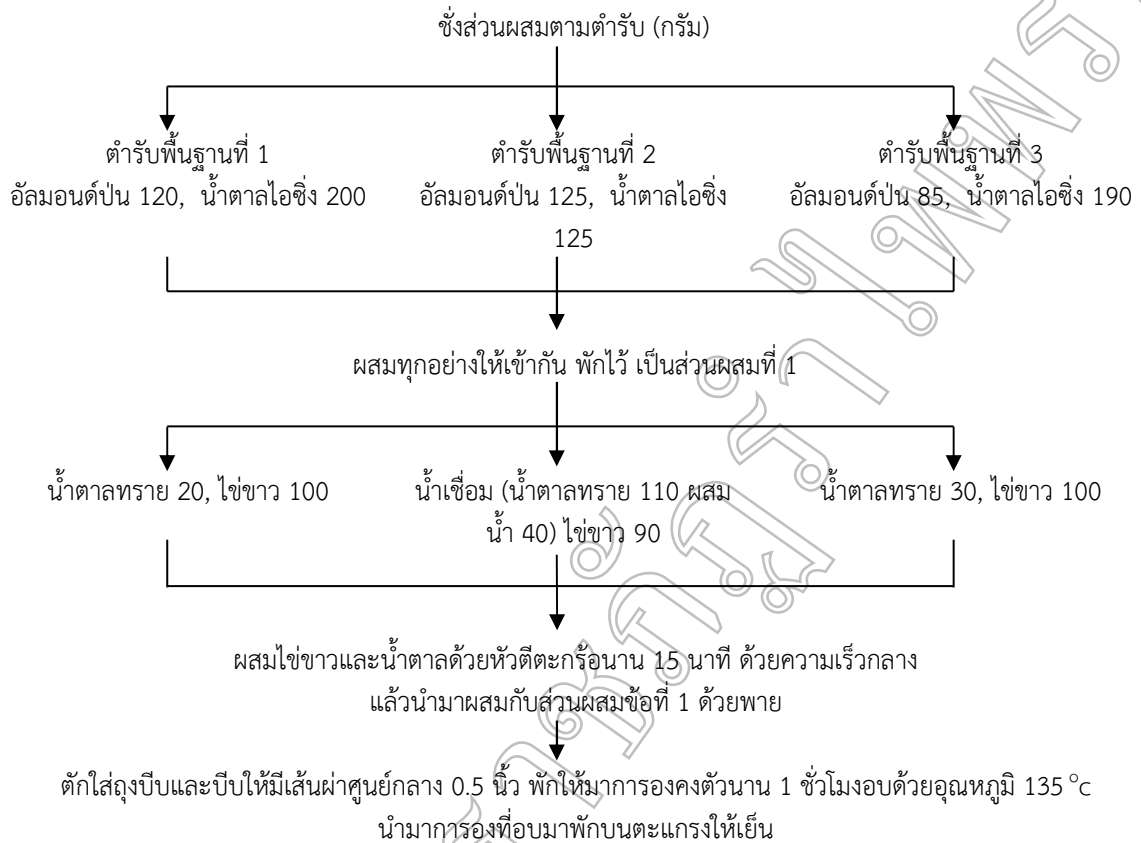 ชั่งส่วนผสมตามตำรับ (กรัม)
ตำรับพื้นฐานที่ 1
อัลมอนด์ป่น 120, น้ำตาลไอซิ่ง 200
ตำรับพื้นฐานที่ 2
อัลมอนด์ป่น 125, น้ำตาลไอซิ่ง
125
ตำรับพื้นฐานที่ 3
อัลมอนด์ป่น 85, น้ำตาลไอซิ่ง 190
ผสมทุกอย่างให้เข้ากัน พักไว้ เป็นส่วนผสมที่ 1
น้ำตาลทราย 20, ไข่ขาว 100
น้ำเชื่อม (น้ำตาลทราย 110 ผสม
น้ำ 40) ไข่ขาว 90
น้ำตาลทราย 30, ไข่ขาว 100
ผสมไข่ขาวและน้ำตาลด้วยหัวตีตะกร้อนาน 15 นาที ด้วยความเร็วกลาง
แล้วนำมาผสมกับส่วนผสมข้อที่ 1 ด้วยพาย
ตักใส่ถุงบีบและบีบให้มีเส้นผ่าศูนย์กลาง 0.5 นิ้ว พักให้มาการองคงตัวนาน 1 ชั่วโมงอบด้วยอุณหภูมิ 135 °c
นำมาการองที่อบมาพักบนตะแกรงให้เย็น